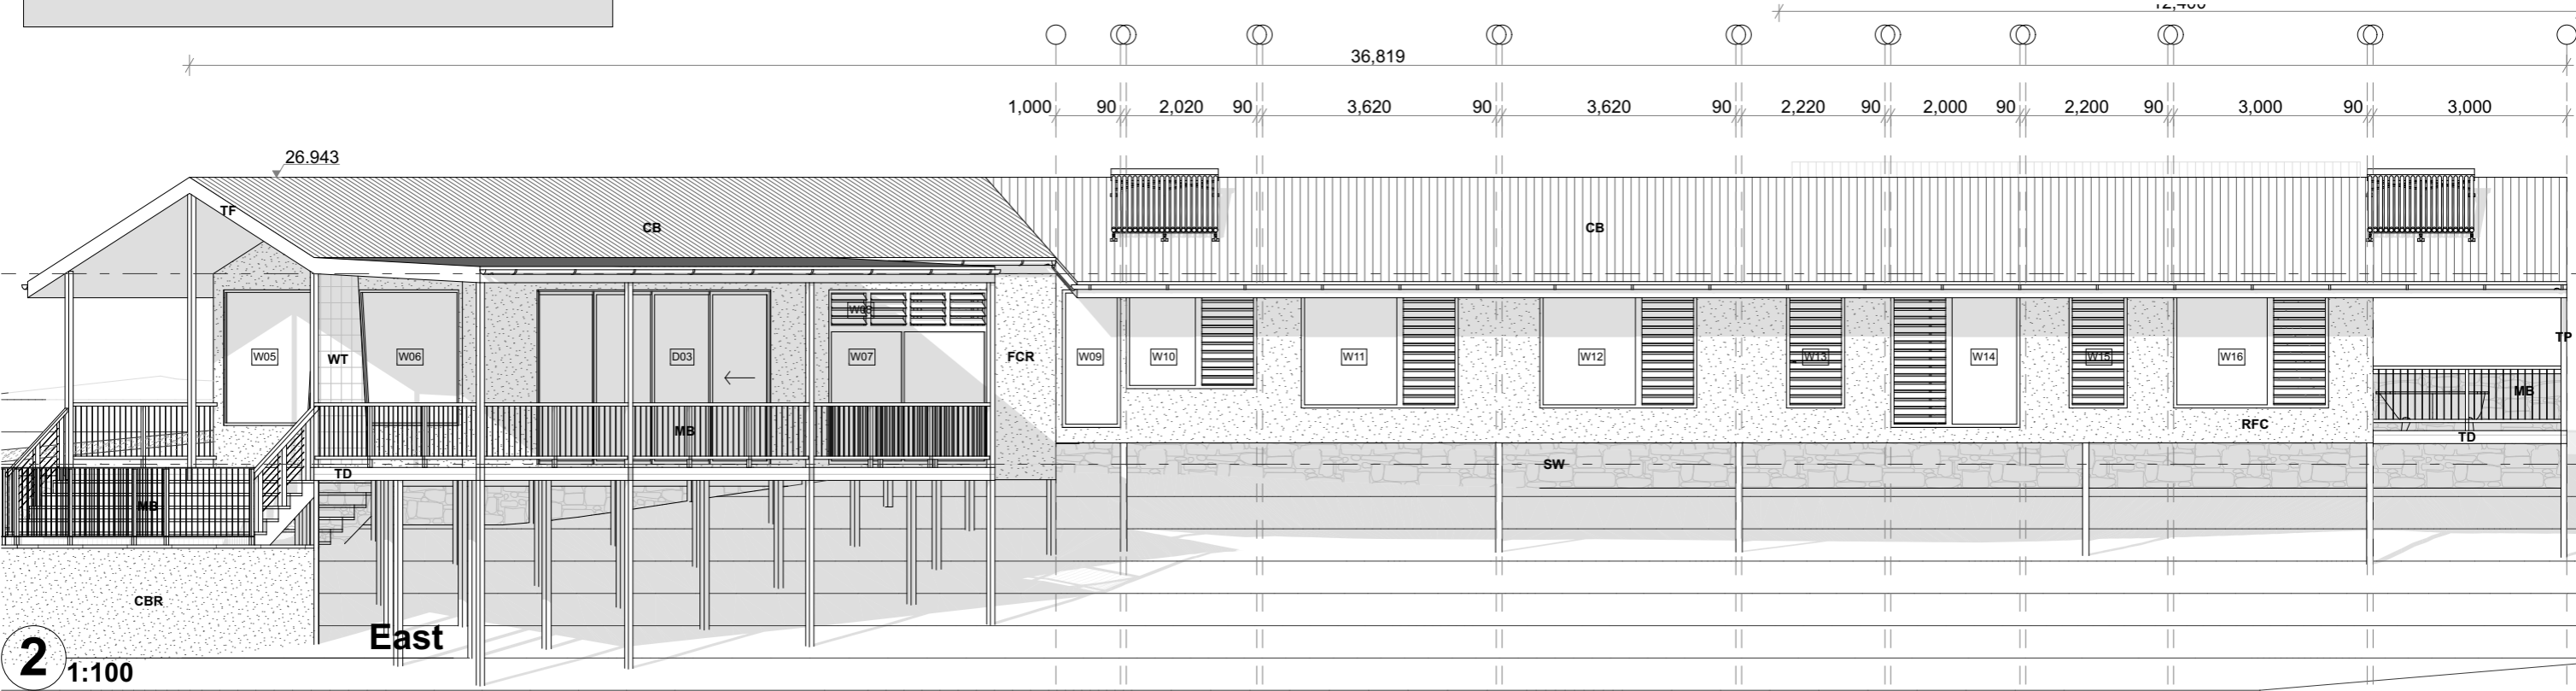 12,400
36,819
1,000 90 2,020 90 3,620 90 3,620 90 2,220 90 2,000 90 2,200 90 3,000 90 3,000
26.943
TF
CB CB
W05 WT W06 D03 W07 FCR W09 W10 W11 W12 W13 W14 W15 W16 TP
MB
MB RFC
TD SW TD
MB
CBR
East
2 1:100